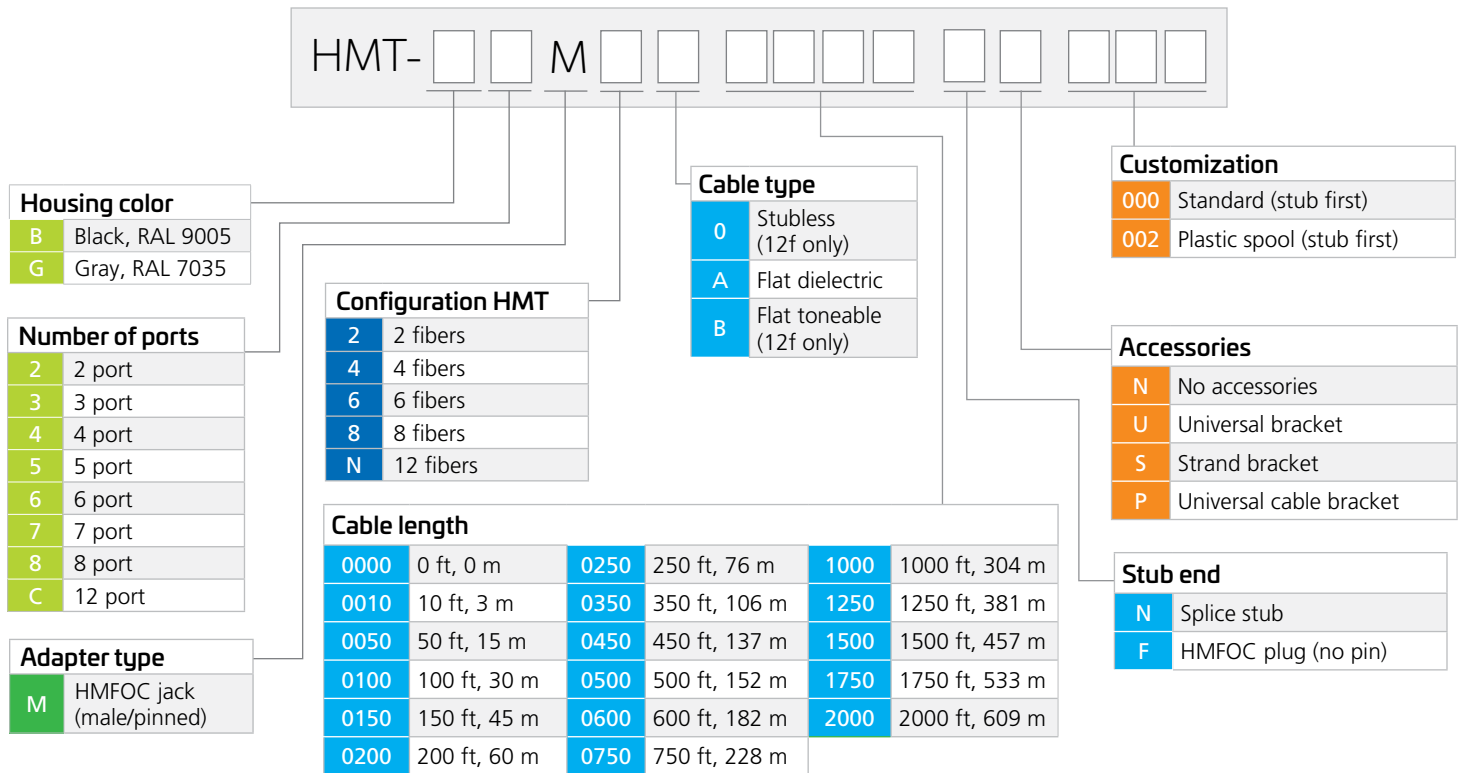 HMT- M
Housing color
B Black, RAL 9005
G Gray, RAL 7035
Number of ports
2 2 port
3 3 port
4 4 port
5 5 port
6 6 port
7 7 port
8 8 port
C 12 port
Adapter type
M HMFOC jack
(male/pinned)
Configuration HMT
2 2 fibers
4 4 fibers
6 6 fibers
8 8 fibers
N 12 fibers
Cable type
0 Stubless
(12f only)
A Flat dielectric
B Flat toneable
(12f only)
Cable length
0000 0 ft, 0 m 0250 250 ft, 76 m 1000 1000 ft, 304 m
0010 10 ft, 3 m 0350 350 ft, 106 m 1250 1250 ft, 381 m
0050 50 ft, 15 m 0450 450 ft, 137 m 1500 1500 ft, 457 m
0100 100 ft, 30 m 0500 500 ft, 152 m 1750 1750 ft, 533 m
0150 150 ft, 45 m 0600 600 ft, 182 m 2000 2000 ft, 609 m
0200 200 ft, 60 m 0750 750 ft, 228 m
Customization
000 Standard (stub first)
002 Plastic spool (stub first)
Accessories
N No accessories
U Universal bracket
S Strand bracket
P Universal cable bracket
Stub end
N Splice stub
F HMFOC plug (no pin)